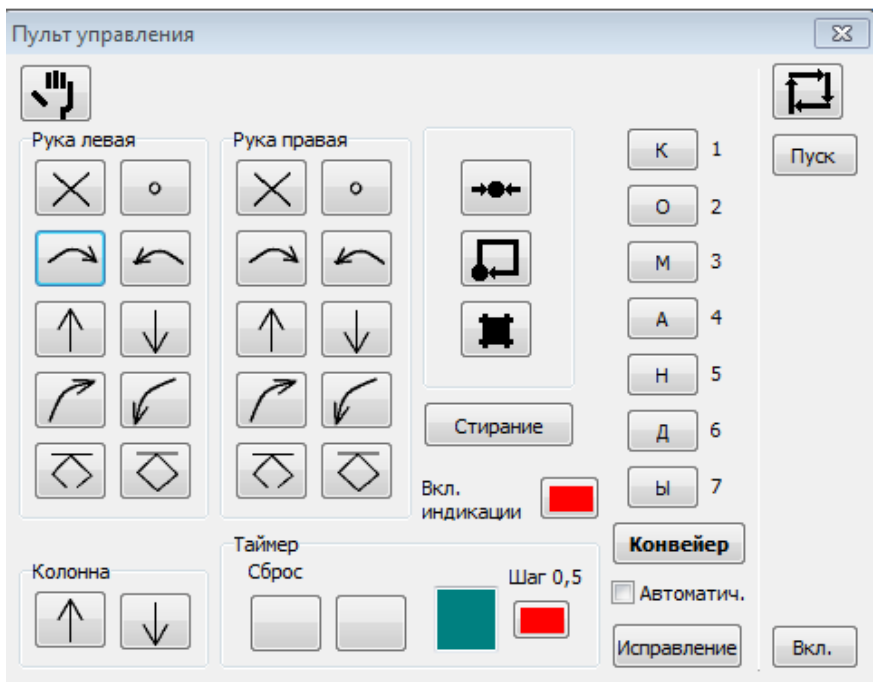 Пульт управления
Рука левая
Рука правая
К 1
Пуск
О 2
М 3
А 4
Н 5
Стирание
Д 6
Ы 7
Вкл.
индикации
Конвейер
Таймер
Колонна
Сброс
Шаг 0,5
Автоматич.
Исправление
Вкл.